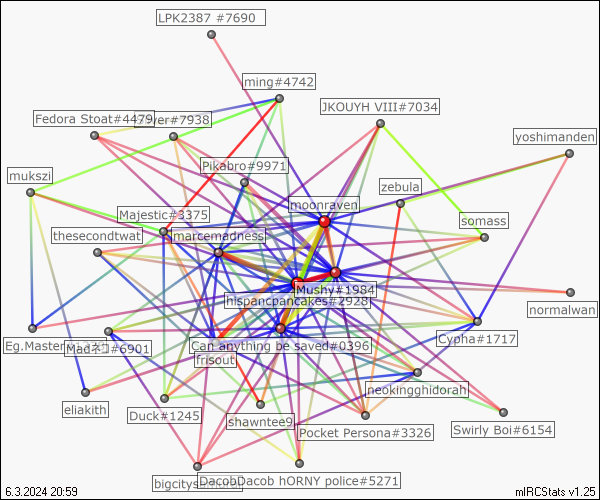 LPK2387 #7690
ming#4742
JKOUYH VIII#7034
Fedora Stoat#4479
ver#7938
yoshimanden
Pikabro#9971
mukszi
zebula
moonraven
Majestic#3375
somass
thesecondtwat
marcemadness
Mushy#1984
hispancpancakes#2928
normalwan
Eg.Master
#6901
Can anything be saved#0396
Cypha#1717
frisout
neokingghidorah
eliakith
Duck#1245
shawntee9
Pocket Persona#3326
Swirly Boi#6154
DacobDacob hORNY police#5271
6.3.2024 20:59
mIRCStats v1.25